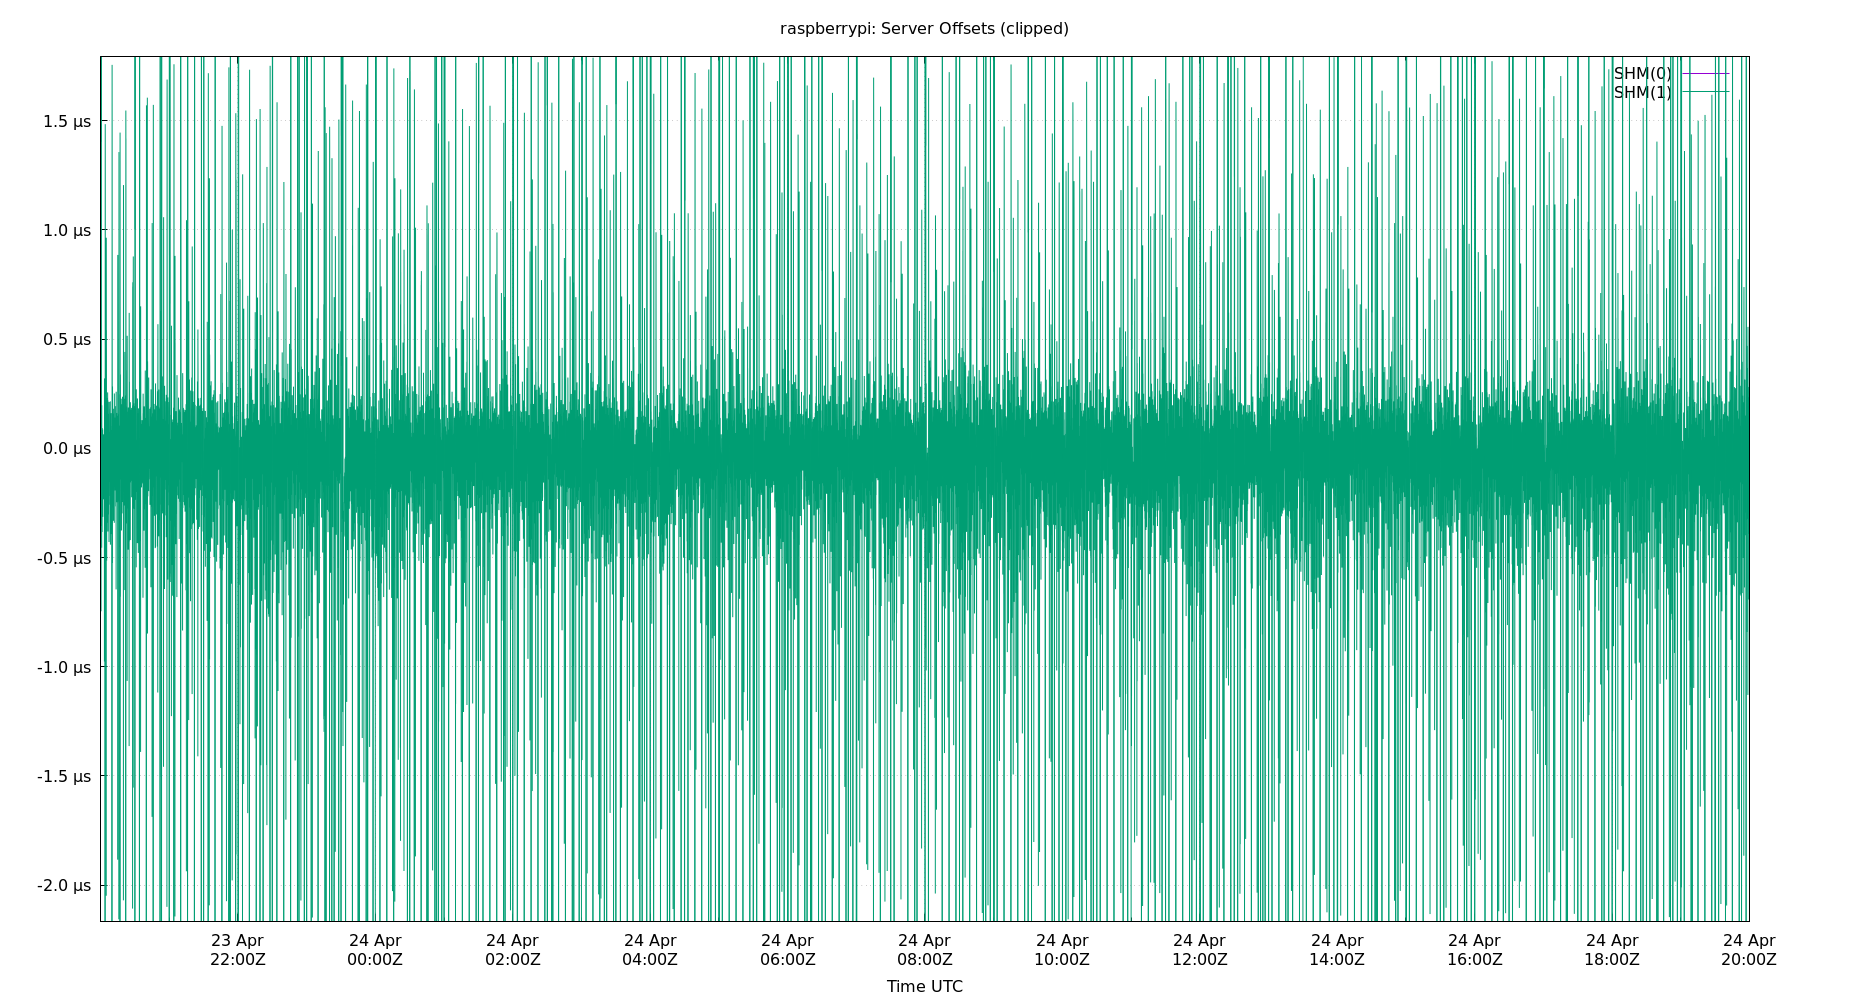 raspberrypi: Server Offsets (clipped)
SHM(0)
SHM(1)
1.5 µs
1.0 µs
0.5 µs
0.0 µs
-0.5 µs
-1.0 µs
-1.5 µs
-2.0 µs
23 Apr 24 Apr 24 Apr 24 Apr 24 Apr 24 Apr 24 Apr 24 Apr 24 Apr 24 Apr 24 Apr 24 Apr
22:00Z 00:00Z 02:00Z 04:00Z 06:00Z 08:00Z 10:00Z 12:00Z 14:00Z 16:00Z 18:00Z 20:00Z
Time UTC